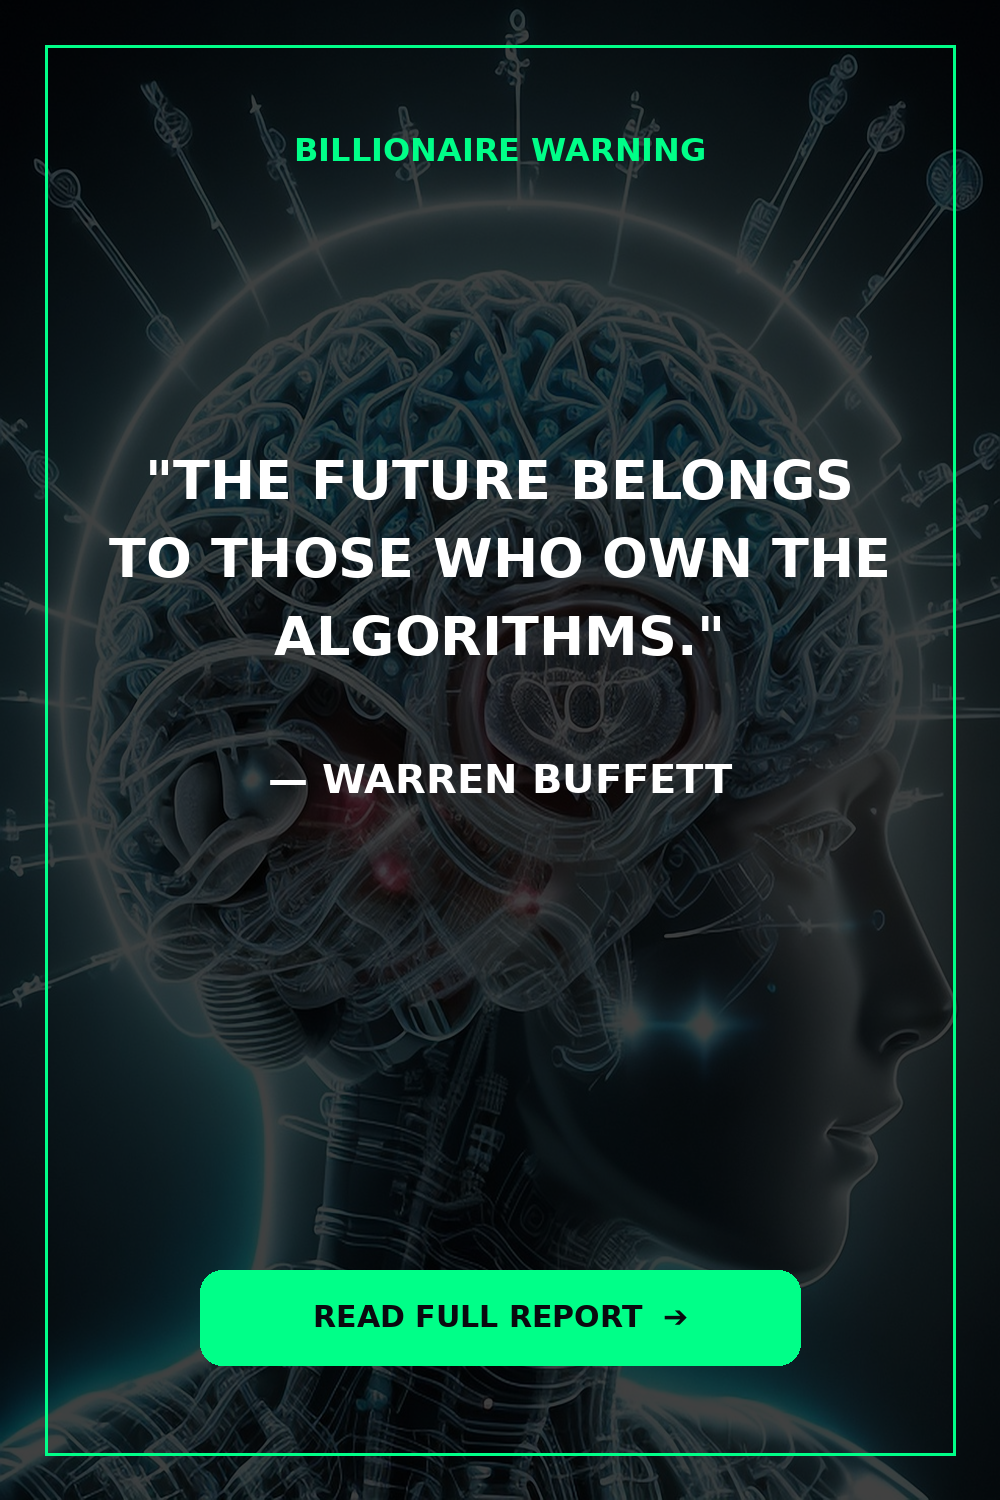 BILLIONAIRE WARNING
"THE FUTURE BELONGS
TO THOSE WHO OWN THE
ALGORITHMS."
— WARREN BUFFETT
READ FULL REPORT ➔